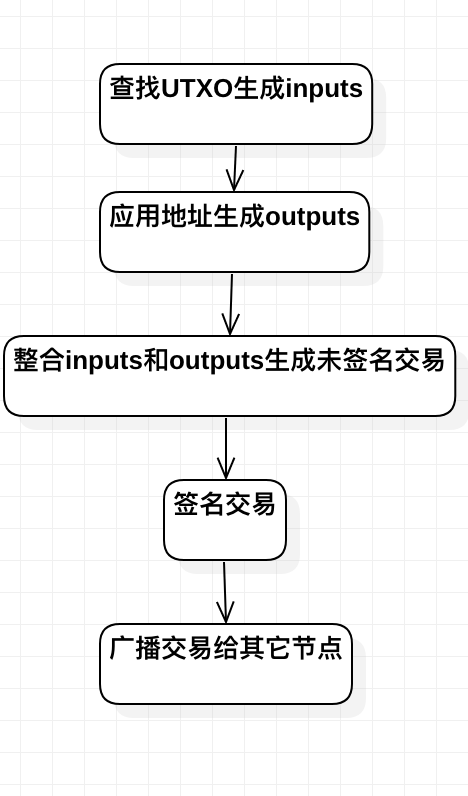 查找UTXO生成inputs
应用地址生成outputs
整合inputs和outputs生成未签名交易
签名交易
广播交易给其它节点